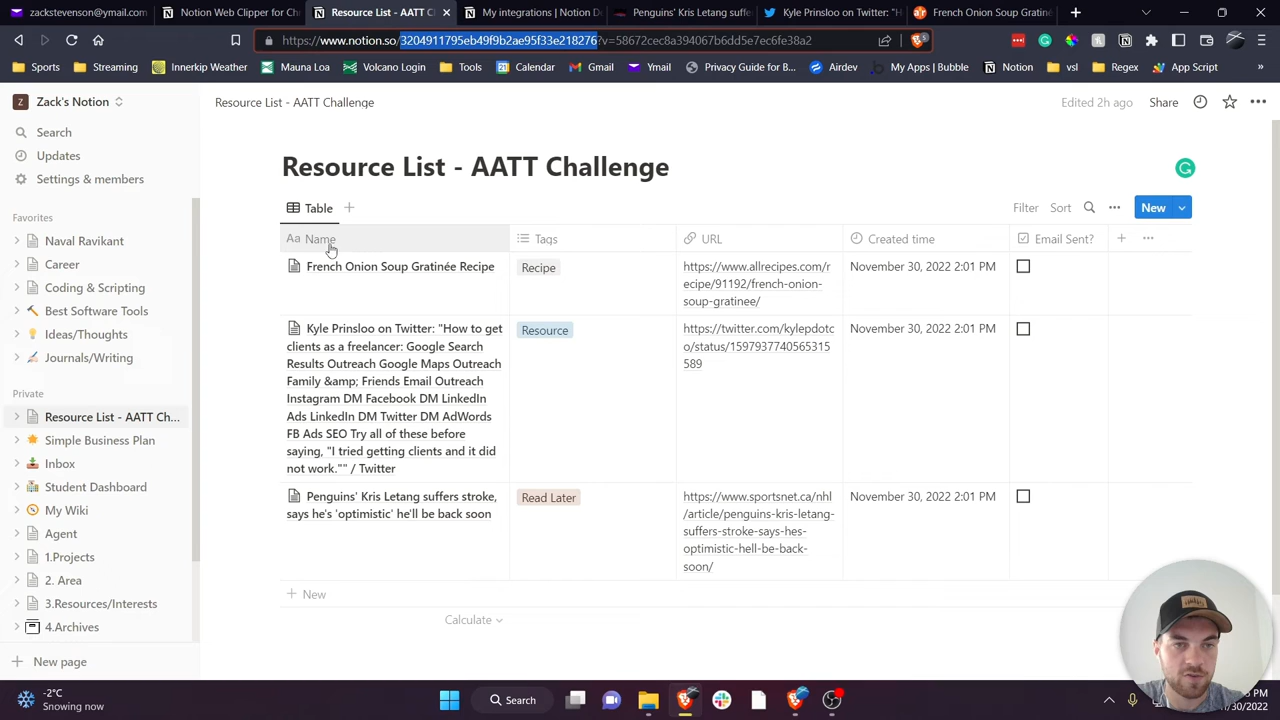 zackstevens@ymail.com
Notion Web Clipper for Ch
Resource List - AATT C
My integrations | Notion D
Penguins' Kris Letang suffer
Kyle Prinsloo on Twitter: "H
French Onion Soup Gratiné
https://www.notion.so/3204911795eb49f9b2ae95f33e218276?v=58672cec8a394067b6dd5e7ec6fe38a2
Sports
Streaming
Innerkip Weather
Mauna Loa
Volcano Login
Tools
Calendar
Gmail
Ymail
Privacy Guide for B...
Airdev
My Apps | Bubble
Notion
vsl
Regex
App Script
»
Z Zack's Notion
Resource List - AATT Challenge
Edited 2h ago
Share
Search
Updates
Settings & members
Favorites
Naval Ravikant
Career
Coding & Scripting
Best Software Tools
Ideas/Thoughts
Journals/Writing
Private
Resource List - AATT Ch...
Simple Business Plan
Inbox
Student Dashboard
My Wiki
Agent
1.Projects
2. Area
3.Resources/Interests
4.Archives
New page
Resource List - AATT Challenge
Table
Filter
Sort
New
Aa Name
Tags
URL
Created time
Email Sent?
French Onion Soup Gratinée Recipe
Recipe
https://www.allrecipes.com/r
ecipe/91192/french-onion-
soup-gratinee/
November 30, 2022 2:01 PM
Kyle Prinsloo on Twitter: "How to get
clients as a freelancer: Google Search
Results Outreach Google Maps Outreach
Family &amp; Friends Email Outreach
Instagram DM Facebook DM LinkedIn
Ads LinkedIn DM Twitter DM AdWords
FB Ads SEO Try all of these before
saying, "I tried getting clients and it did
not work."" / Twitter
Resource
https://twitter.com/kylepdotc
o/status/1597937740565315
589
November 30, 2022 2:01 PM
Penguins' Kris Letang suffers stroke,
says he's 'optimistic' he'll be back soon
Read Later
https://www.sportsnet.ca/nhl
/article/penguins-kris-letang-
suffers-stroke-says-hes-
optimistic-hell-be-back-
soon/
November 30, 2022 2:01 PM
New
Calculate
-2°C
Snowing now
Search
PM
/30/2022